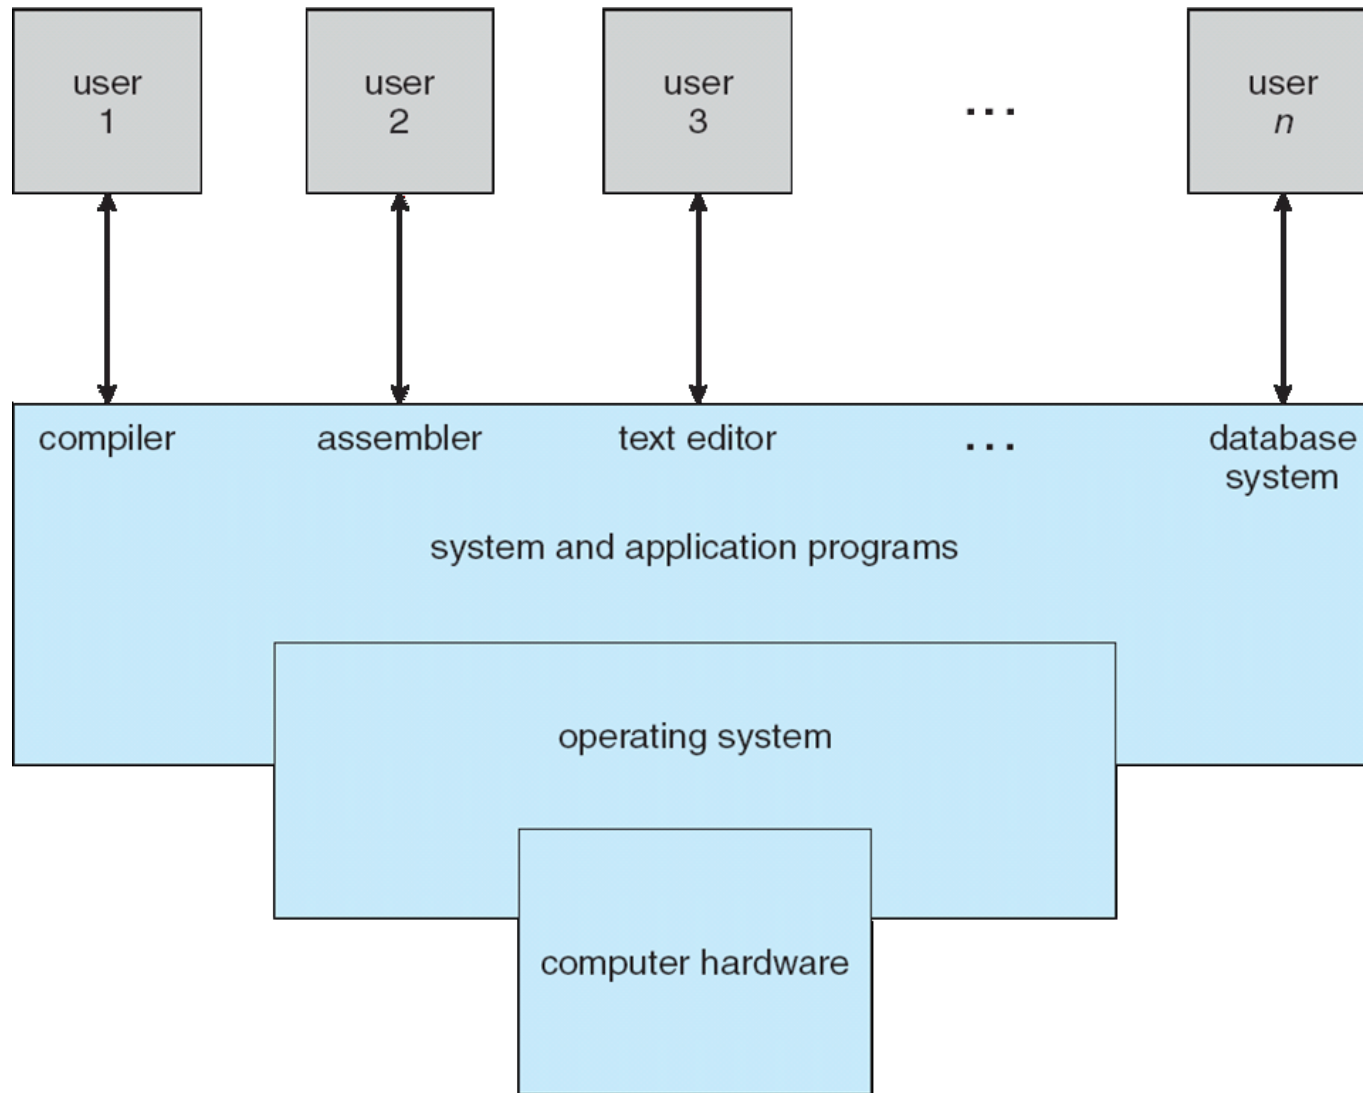 user
1
user
2
user
3
...
user
n
compiler
assembler
text editor
...
database
system
system and application programs
operating system
computer hardware